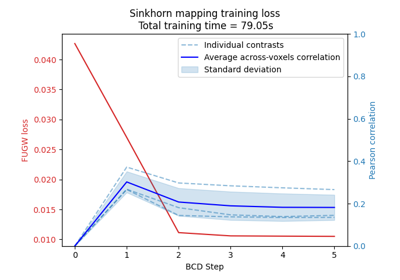 Sinkhorn mapping training loss
Total training time = 79.05s
Individual contrasts
Average across-voxels correlation
Standard deviation
FUGW loss
0.040
0.035
0.030
0.025
0.020
0.015
0.010
Pearson correlation
1.0
0.8
0.6
0.4
0.2
0.0
0 1 2 3 4 5
BCD Step